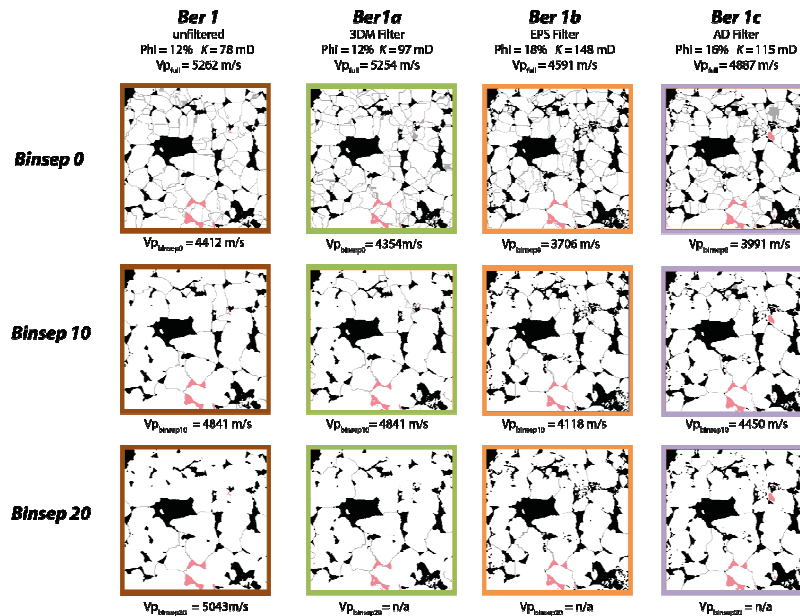 Ber 1 Ber1a Ber 1b Ber 1c
unfiltered 3DM Filter EPS Filter AD Filter
Phi = 12% K = 78 mD Phi = 12% K = 97 mD Phi = 18% K = 148 mD Phi = 16% K = 115 mD
Vpfull = 5262 m/s Vpfull = 5254 m/s Vpfull = 4591 m/s Vpfull = 4887 m/s
Binsep 0
Vpbinsep0 = 4412 m/s Vpbinsep0 = 4354 m/s Vpbinsep0 = 3706 m/s Vpbinsep0 = 3991 m/s
Binsep 10
Vpbinsep10 = 4841 m/s Vpbinsep10 = 4841 m/s Vpbinsep10 = 4118 m/s Vpbinsep10 = 4450 m/s
Binsep 20
Vpbinsep20 = 5043m/s Vpbinsep20 = n/a Vpbinsep20 = n/a Vpbinsep20 = n/a